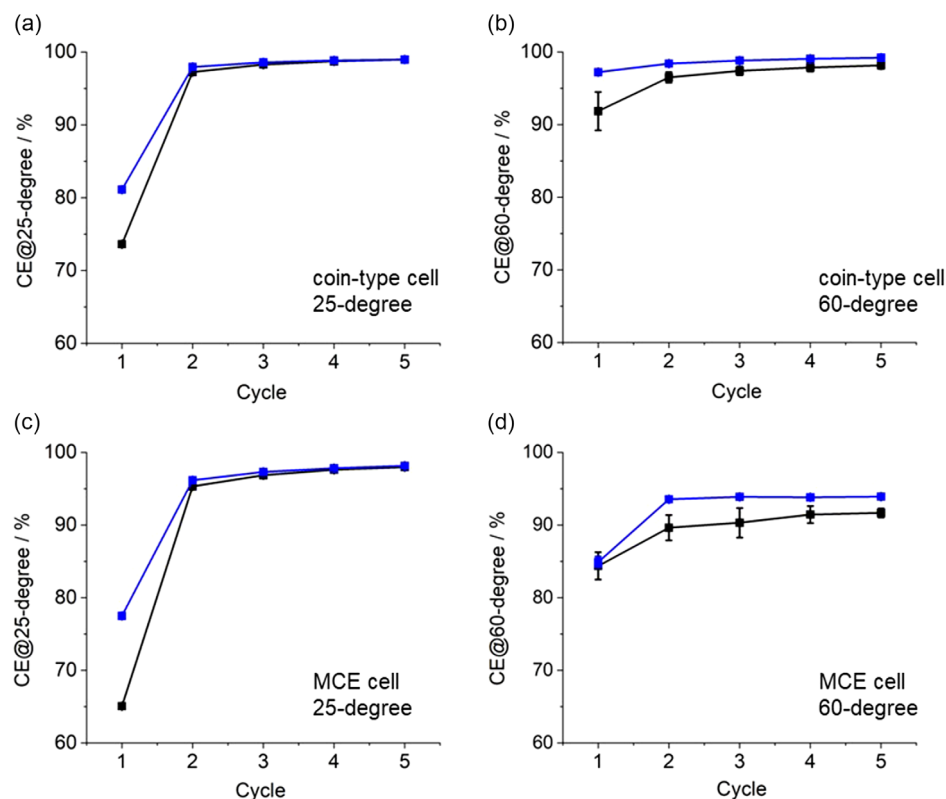 (a)
100
90
80
70
60
CE@25-degree / %
coin-type cell
25-degree
1 2 3 4 5
Cycle
(b)
100
90
80
70
60
CE@60-degree / %
coin-type cell
60-degree
1 2 3 4 5
Cycle
(c)
100
90
80
70
60
CE@25-degree / %
MCE cell
25-degree
1 2 3 4 5
Cycle
(d)
100
90
80
70
60
CE@60-degree / %
MCE cell
60-degree
1 2 3 4 5
Cycle